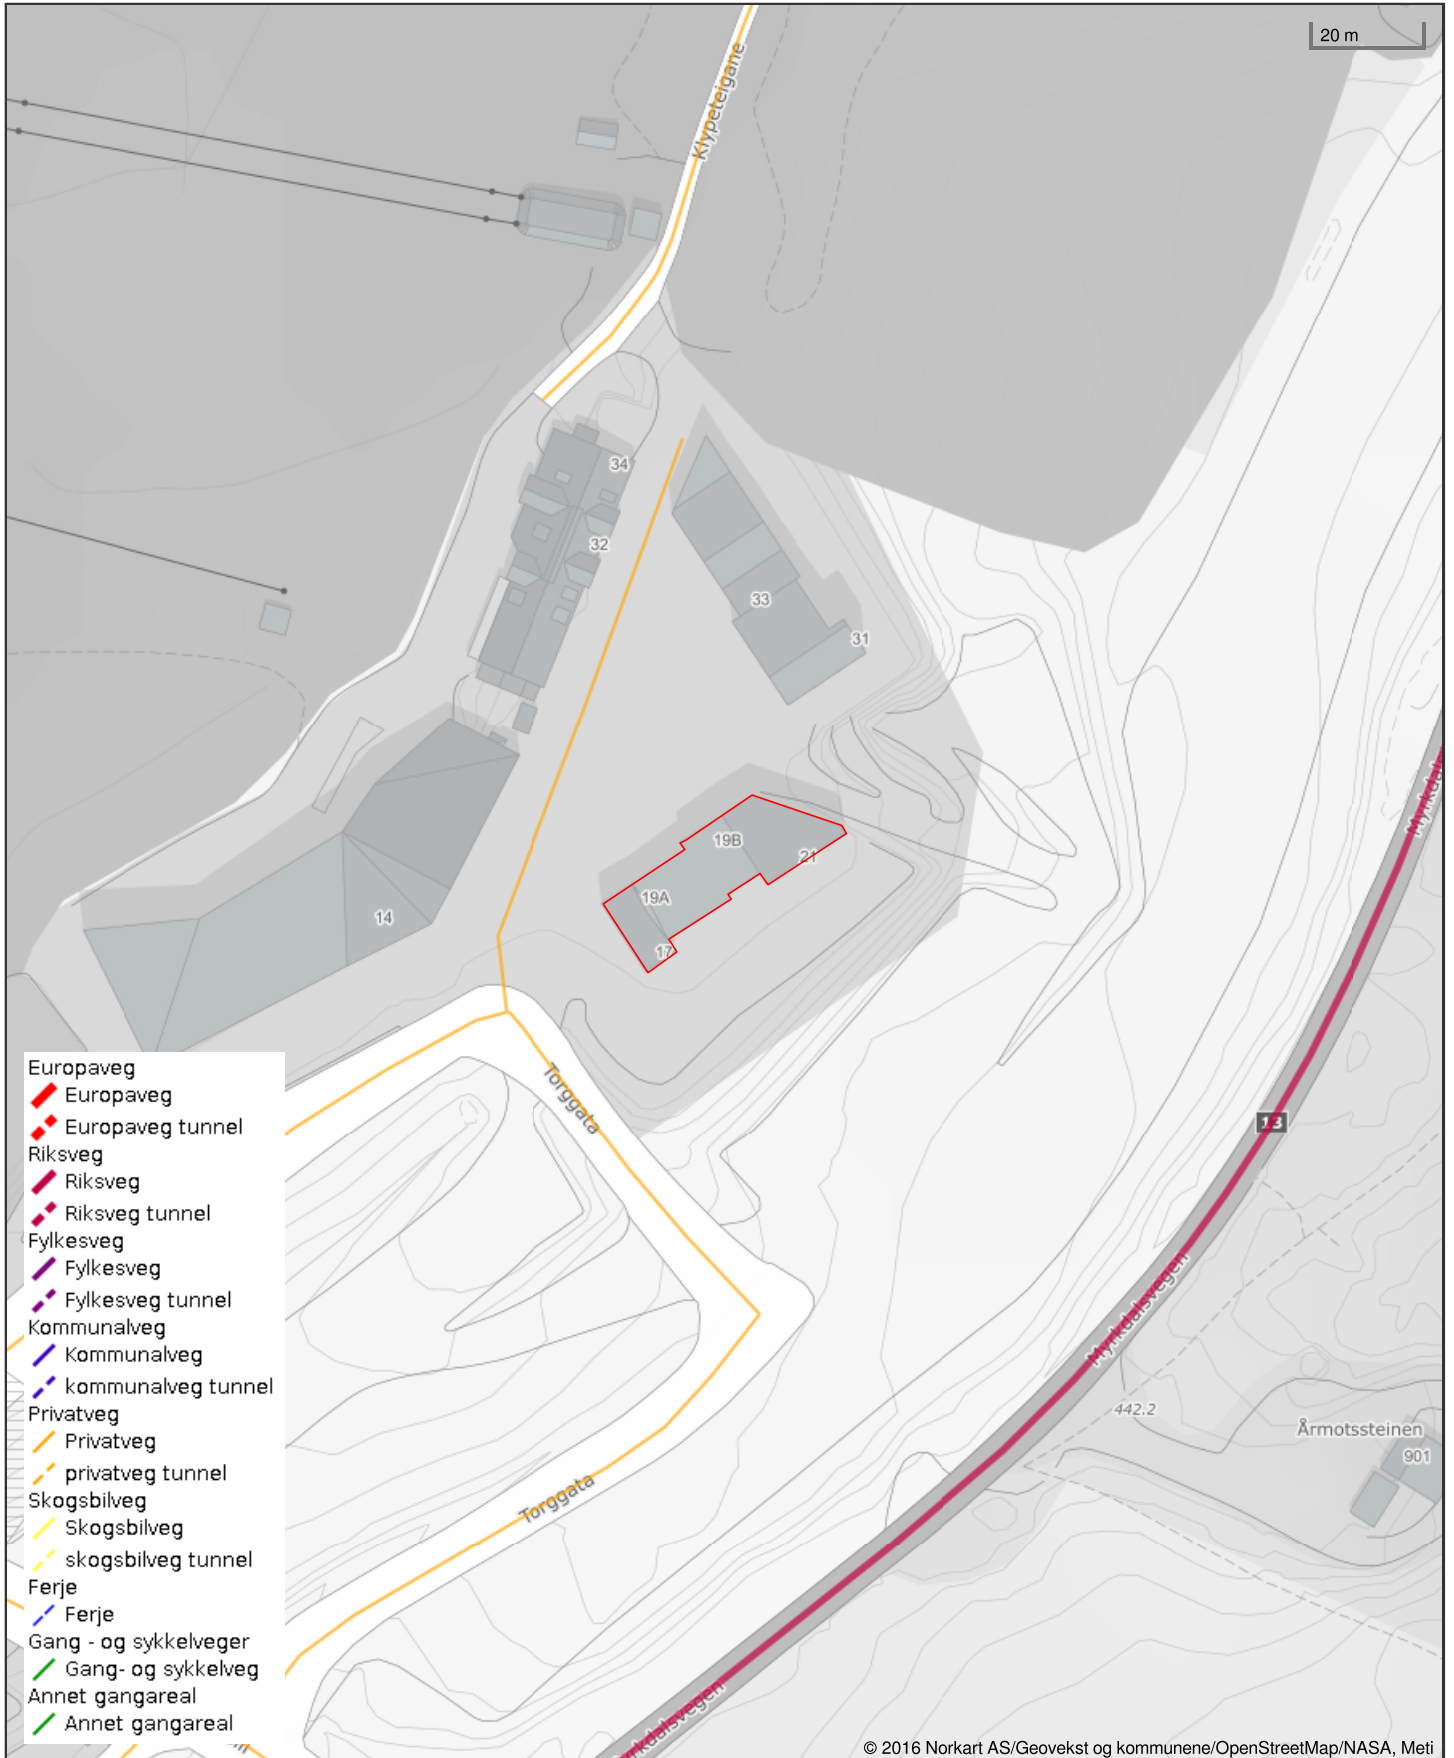 20 m
Klypeteigane
34
32
33
31
19B
21
19A
14
17
Torggata
13
Myrkdalsvegen
442.2
Årmotssteinen
901
Torggata
Europaveg
Europaveg
Europaveg tunnel
Riksveg
Riksveg
Riksveg tunnel
Fylkesveg
Fylkesveg
Fylkesveg tunnel
Kommunalveg
Kommunalveg
kommunalveg tunnel
Privatveg
Privatveg
privatveg tunnel
Skogsbilveg
Skogsbilveg
skogsbilveg tunnel
Ferje
Ferje
Gang - og sykkelveger
Gang- og sykkelveg
Annet gangareal
Annet gangareal
© 2016 Norkart AS/Geovekst og kommunene/OpenStreetMap/NASA, Meti